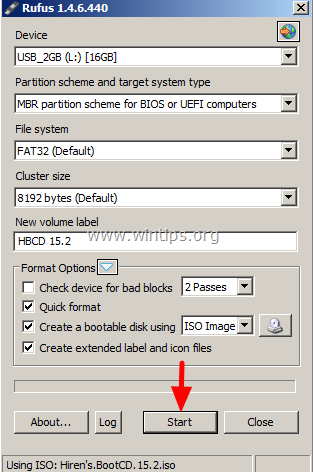 Rufus 1.4.6.440
Device
USB_2GB (L:) [16GB]
Partition scheme and target system type
MBR partition scheme for BIOS or UEFI computers
File system
FAT32 (Default)
Cluster size
8192 bytes (Default)
New volume label
HBCD 15.2
www.wintips.org
Format Options
Check device for bad blocks 2 Passes
Quick format
Create a bootable disk using ISO Image
Create extended label and icon files
About... Log Start Close
Using ISO: Hiren's.BootCD.15.2.iso